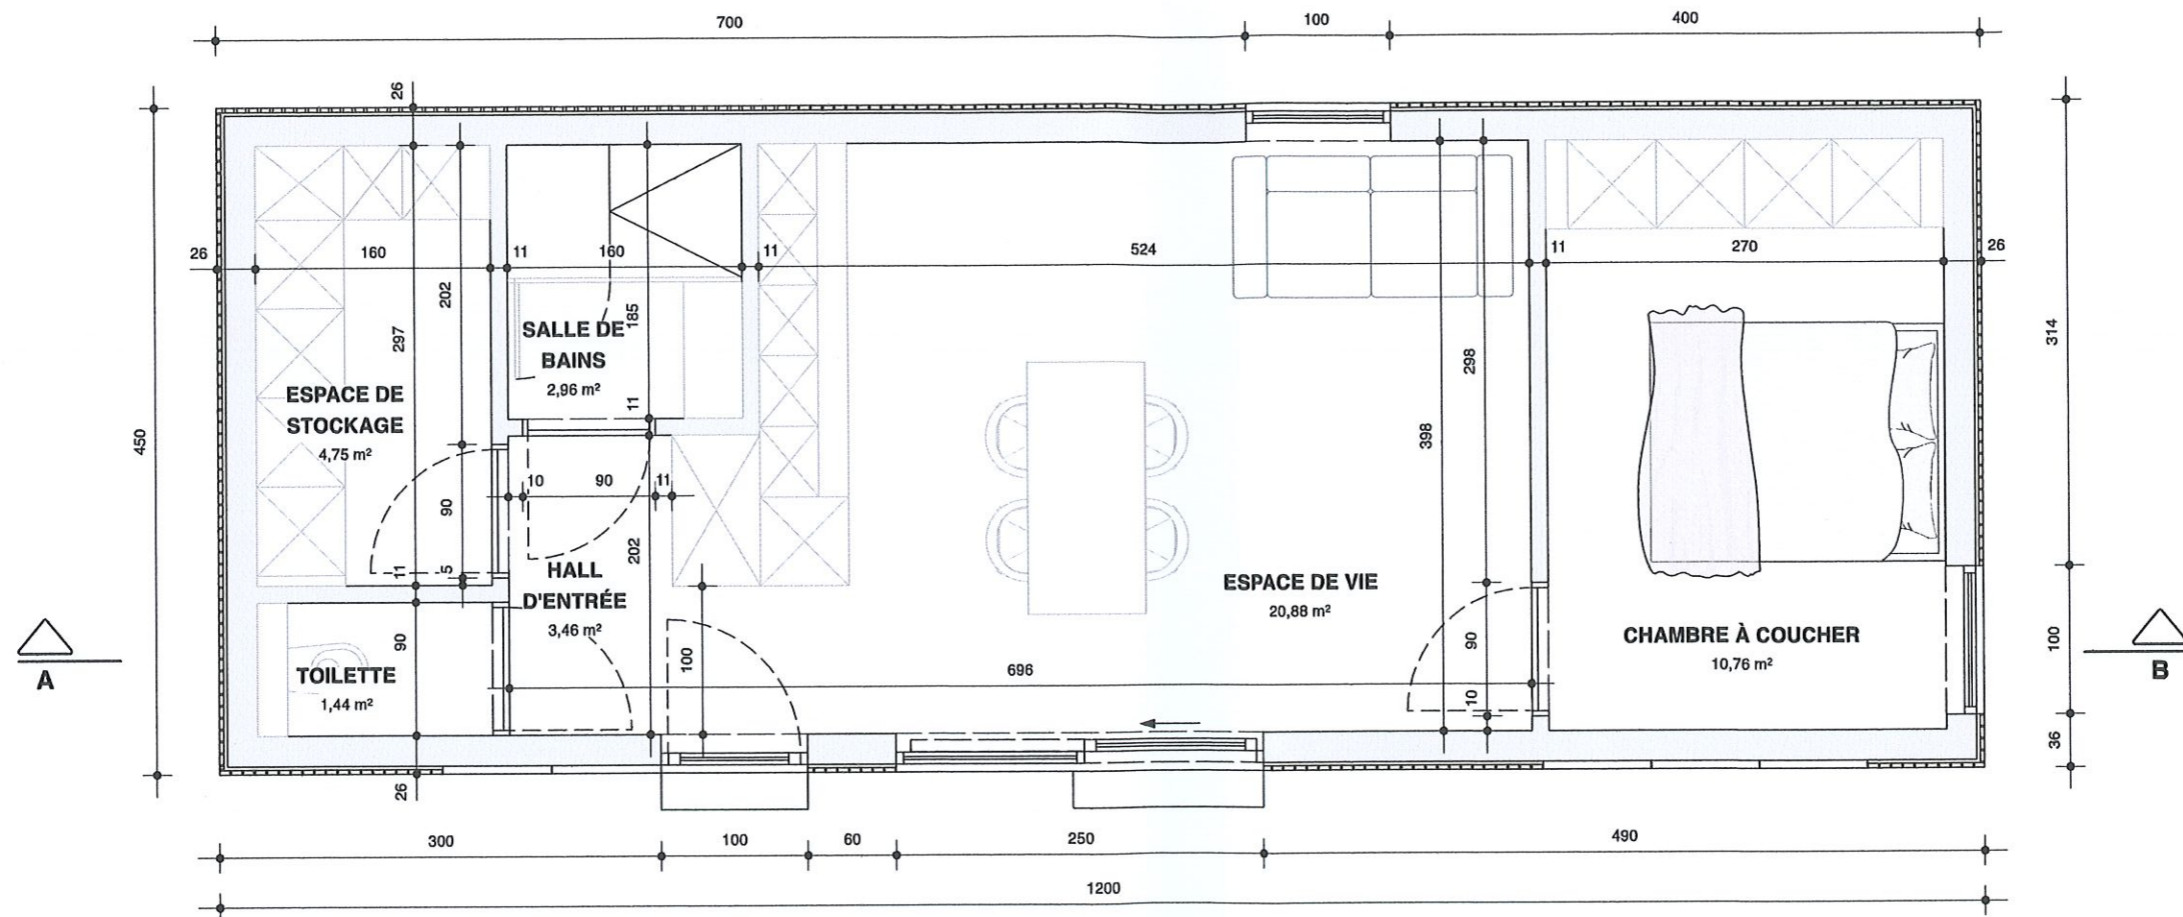 700
100
400
26
26
160
11
160
11
524
11
270
26
202
297
185
314
SALLE DE
BAINS
2,96 m²
298
ESPACE DE
STOCKAGE
4,75 m²
11
398
450
10
90
11
90
202
11
5
HALL
D'ENTRÉE
3,46 m²
ESPACE DE VIE
20,88 m²
CHAMBRE À COUCHER
10,76 m²
90
100
90
100
A
TOILETTE
1,44 m²
696
10
B
36
26
300
100
60
250
490
1200